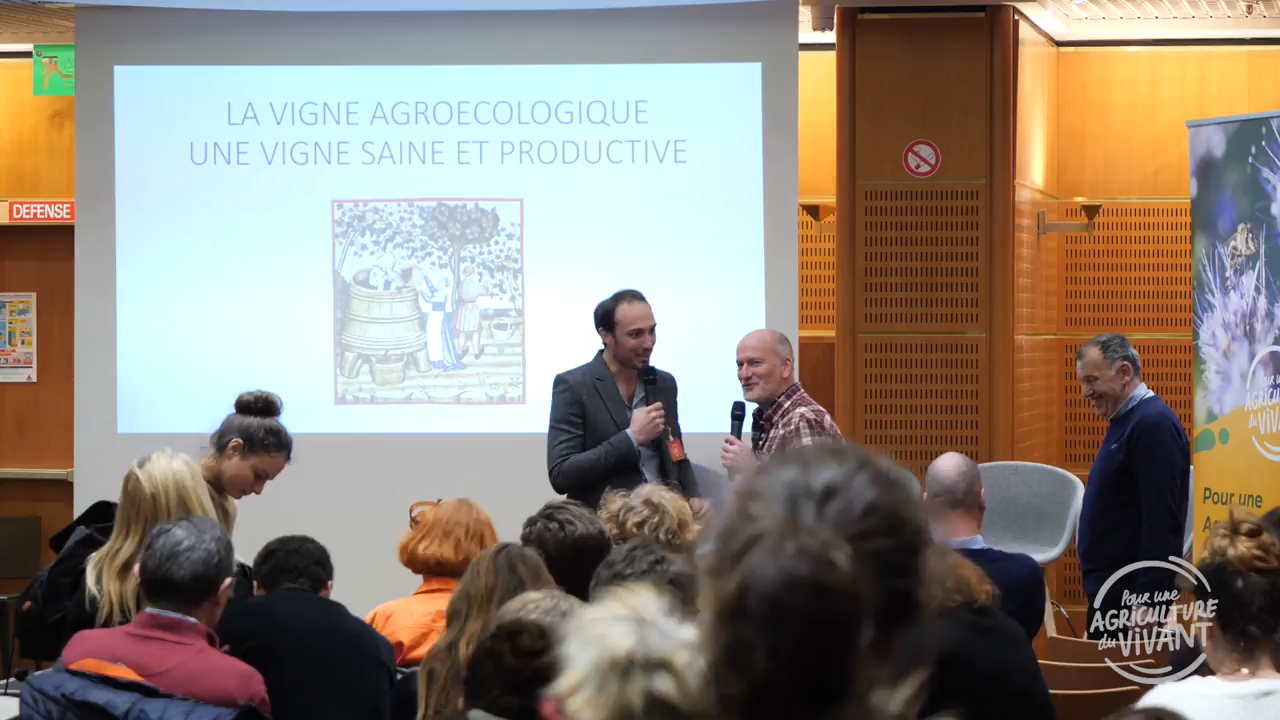 LA VIGNE AGROECOLOGIQUE
UNE VIGNE SAINE ET PRODUCTIVE
DEFENSE
POUR UNE
AGRICULTURE
du VIVANT
Pour une
Pour une
AGRICULTURE
du VIVANT